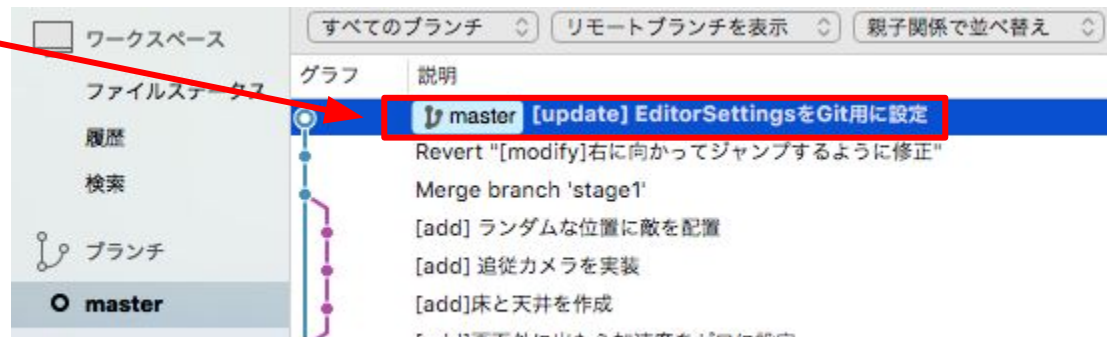 ワークスペース
ファイルステータス
履歴
検索
ブランチ
master
すべてのブランチ
リモートブランチを表示
親子関係で並べ替え
グラフ
説明
master [update] EditorSettingsをGit用に設定
Revert "[modify]右に向かってジャンプするように修正"
Merge branch 'stage1'
[add] ランダムな位置に敵を配置
[add] 追従カメラを実装
[add]床と天井を作成